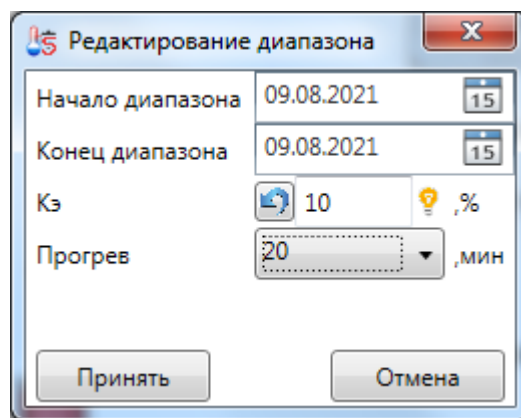 Редактирование диапазона
Начало диапазона 09.08.2021 15
Конец диапазона 09.08.2021 15
Кэ 10 ,%
Прогрев 20 ,мин
Принять Отмена